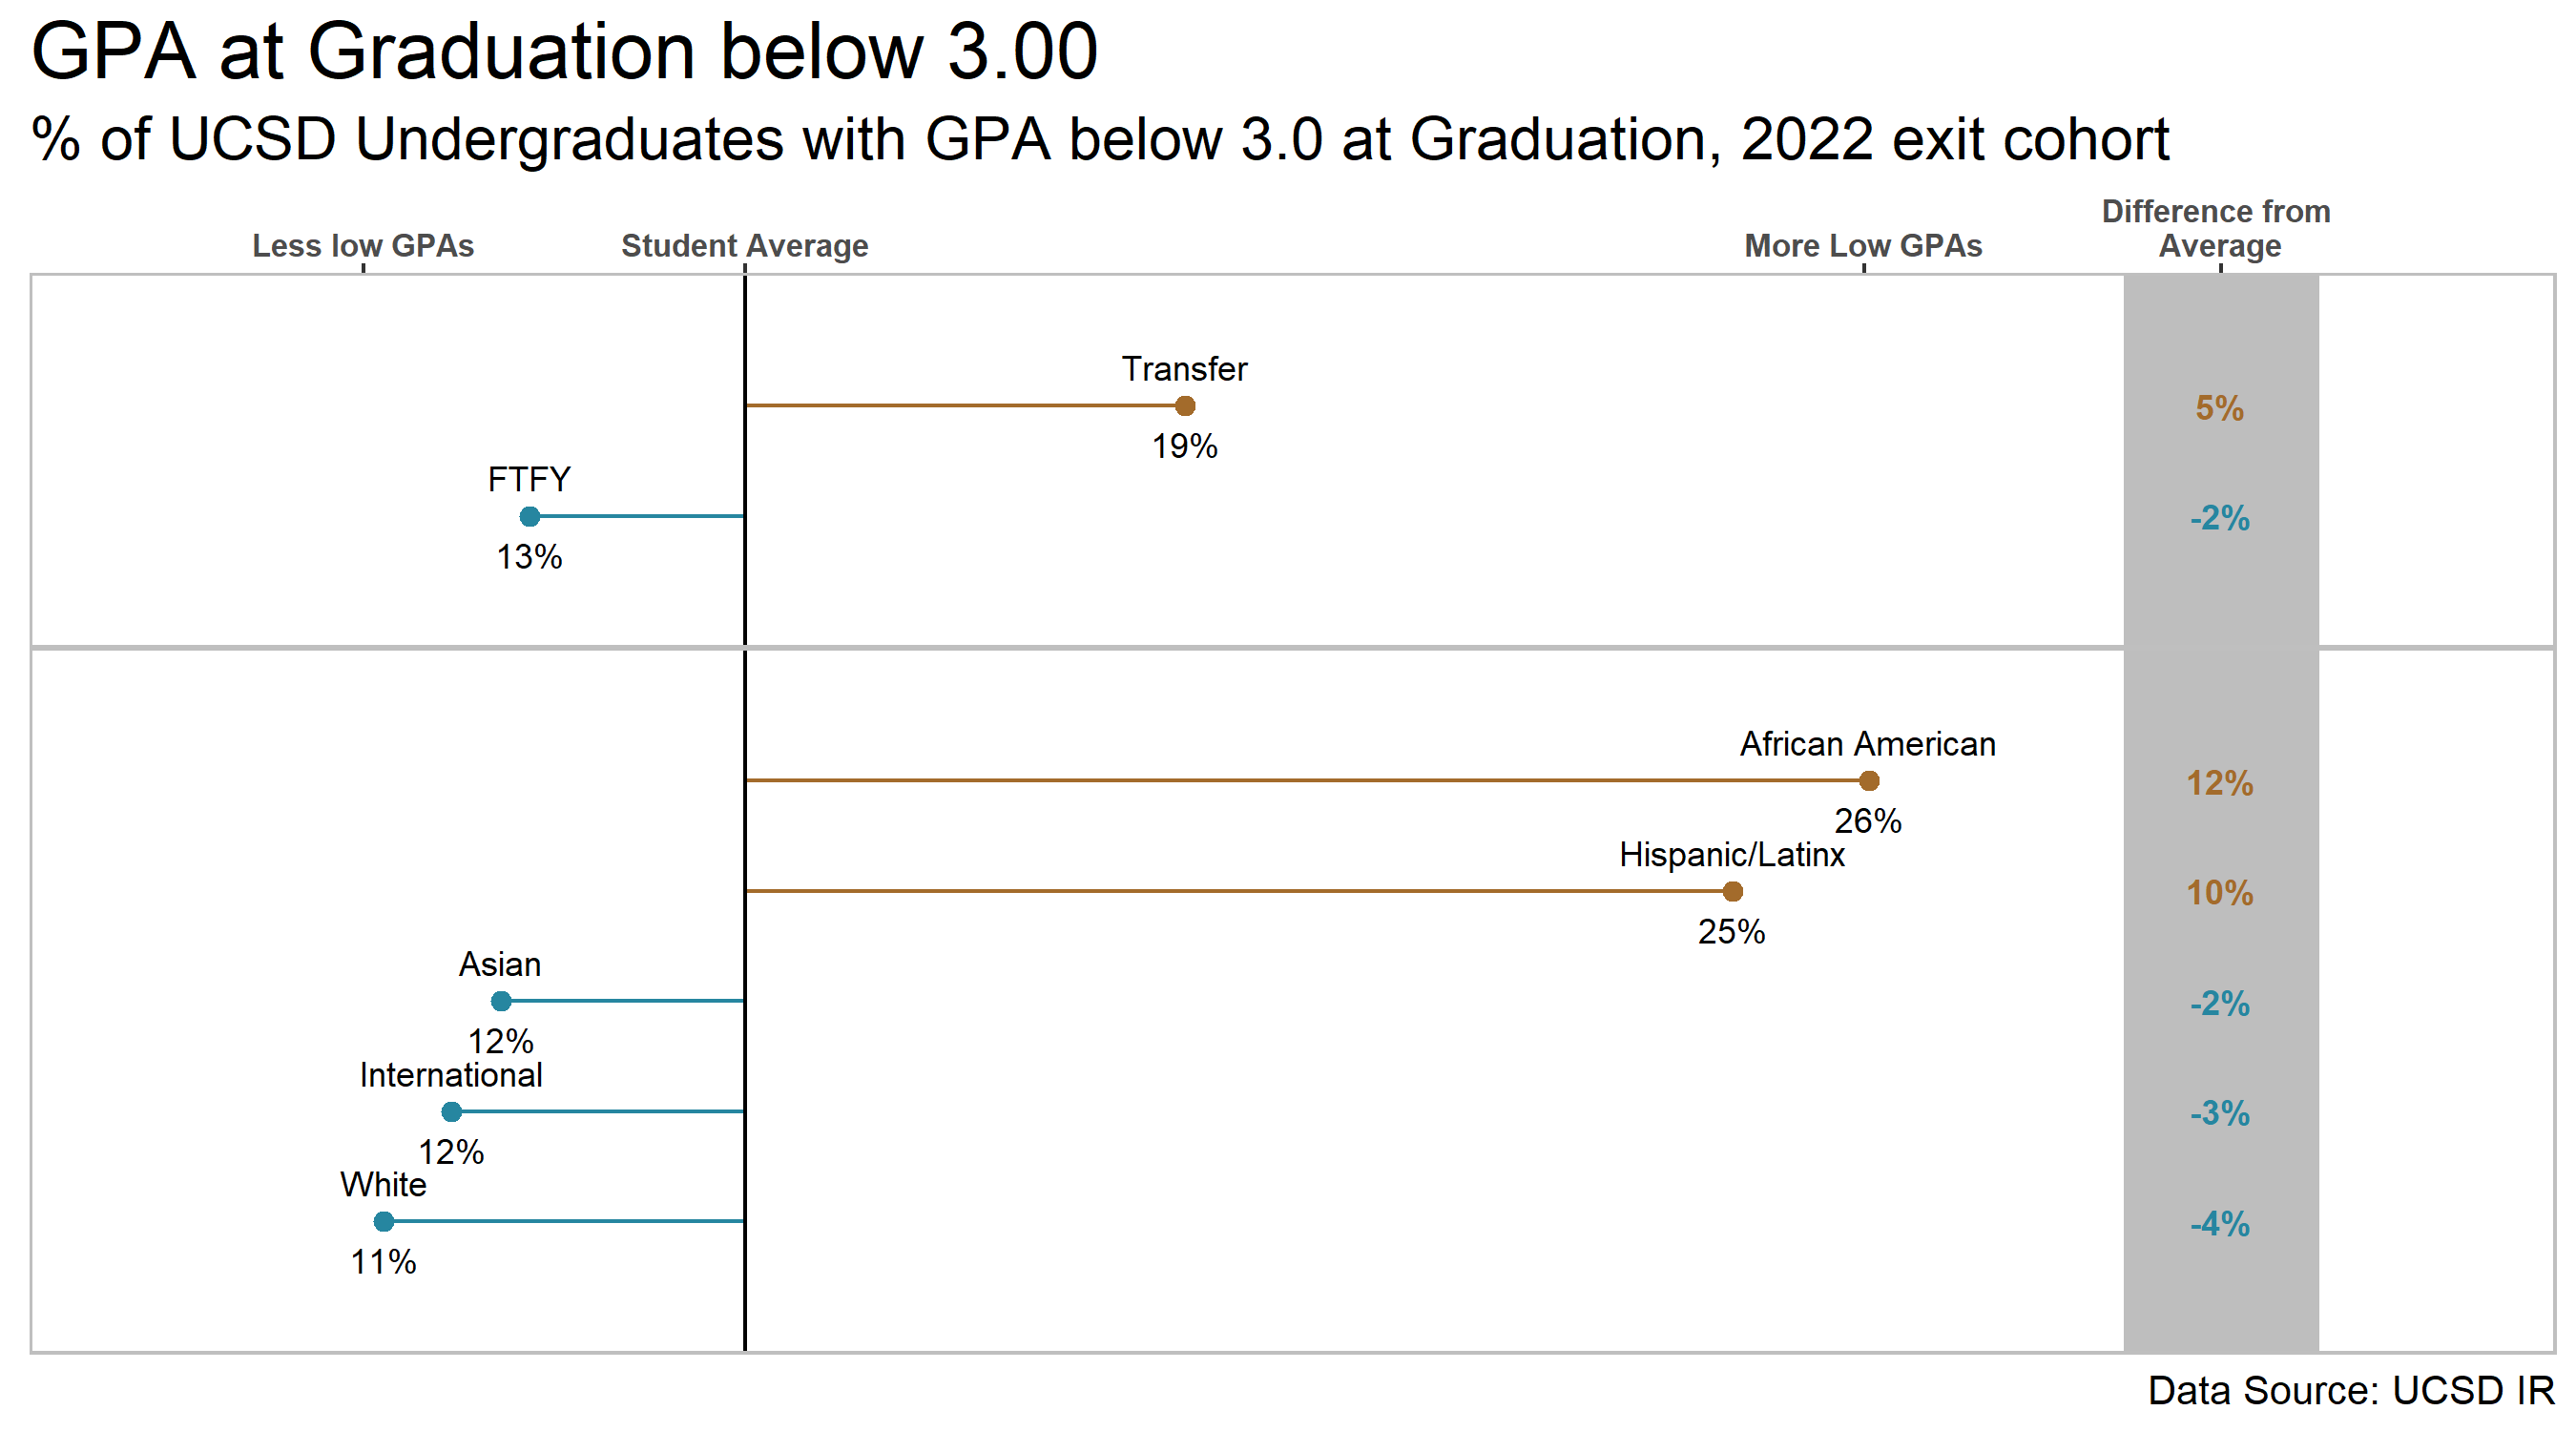 GPA at Graduation below 3.00
% of UCSD Undergraduates with GPA below 3.0 at Graduation, 2022 exit cohort
Less low GPAs
Student Average
More Low GPAs
Difference from
Average
Transfer
5%
19%
FTFY
-2%
13%
African American
12%
26%
Hispanic/Latinx
10%
25%
Asian
-2%
12%
International
-3%
12%
White
-4%
11%
Data Source: UCSD IR